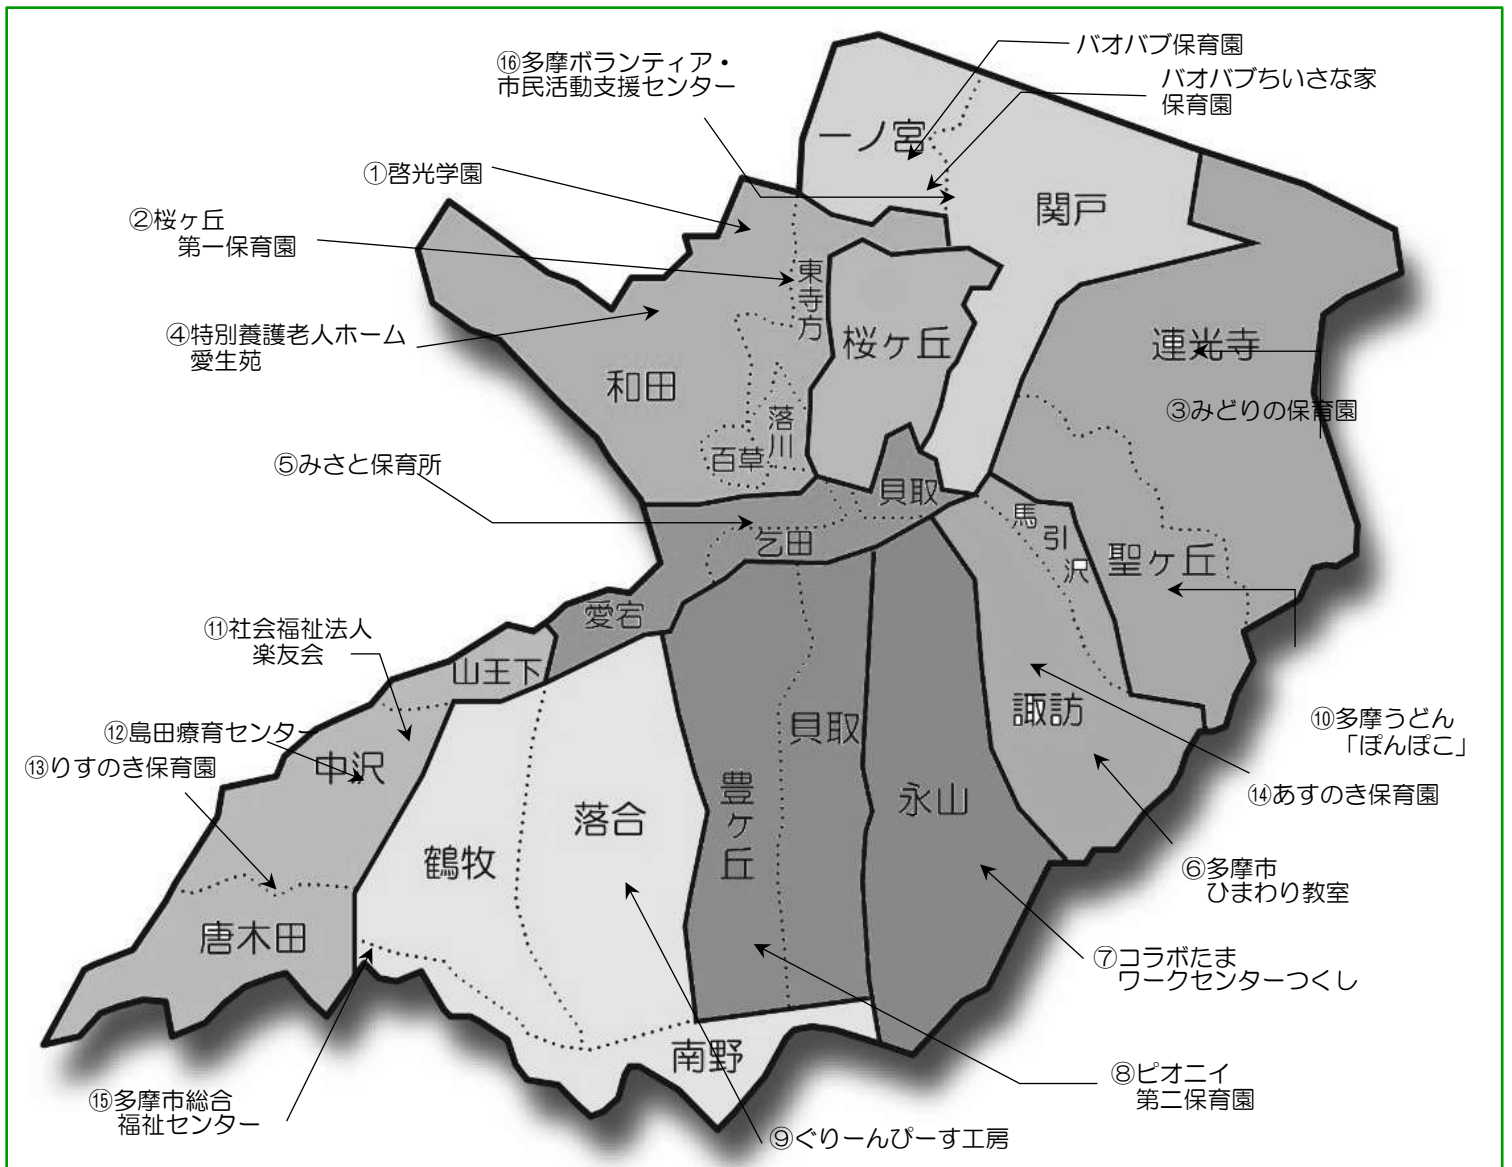 バオバブ保育園
⑯多摩ボランティア・
市民活動支援センター
バオバブちいさな家
保育園
一ノ宮
①啓光学園
関戸
②桜ヶ丘
第一保育園
東寺方
④特別養護老人ホーム
愛生苑
桜ヶ丘
連光寺
和田
③みどりの保育園
落川
百草
⑤みさと保育所
貝取
馬引沢
乞田
聖ヶ丘
愛宕
⑪社会福祉法人
楽友会
山王下
諏訪
⑩多摩うどん
「ぽんぽこ」
⑫島田療育センター
中沢
⑬りすのき保育園
貝取
豊ヶ丘
永山
⑭あすのき保育園
落合
鶴牧
⑥多摩市
ひまわり教室
唐木田
⑦コラボたま
ワークセンターつくし
南野
⑧ピオニイ
第二保育園
⑮多摩市総合
福祉センター
⑨ぐりーんぴーす工房